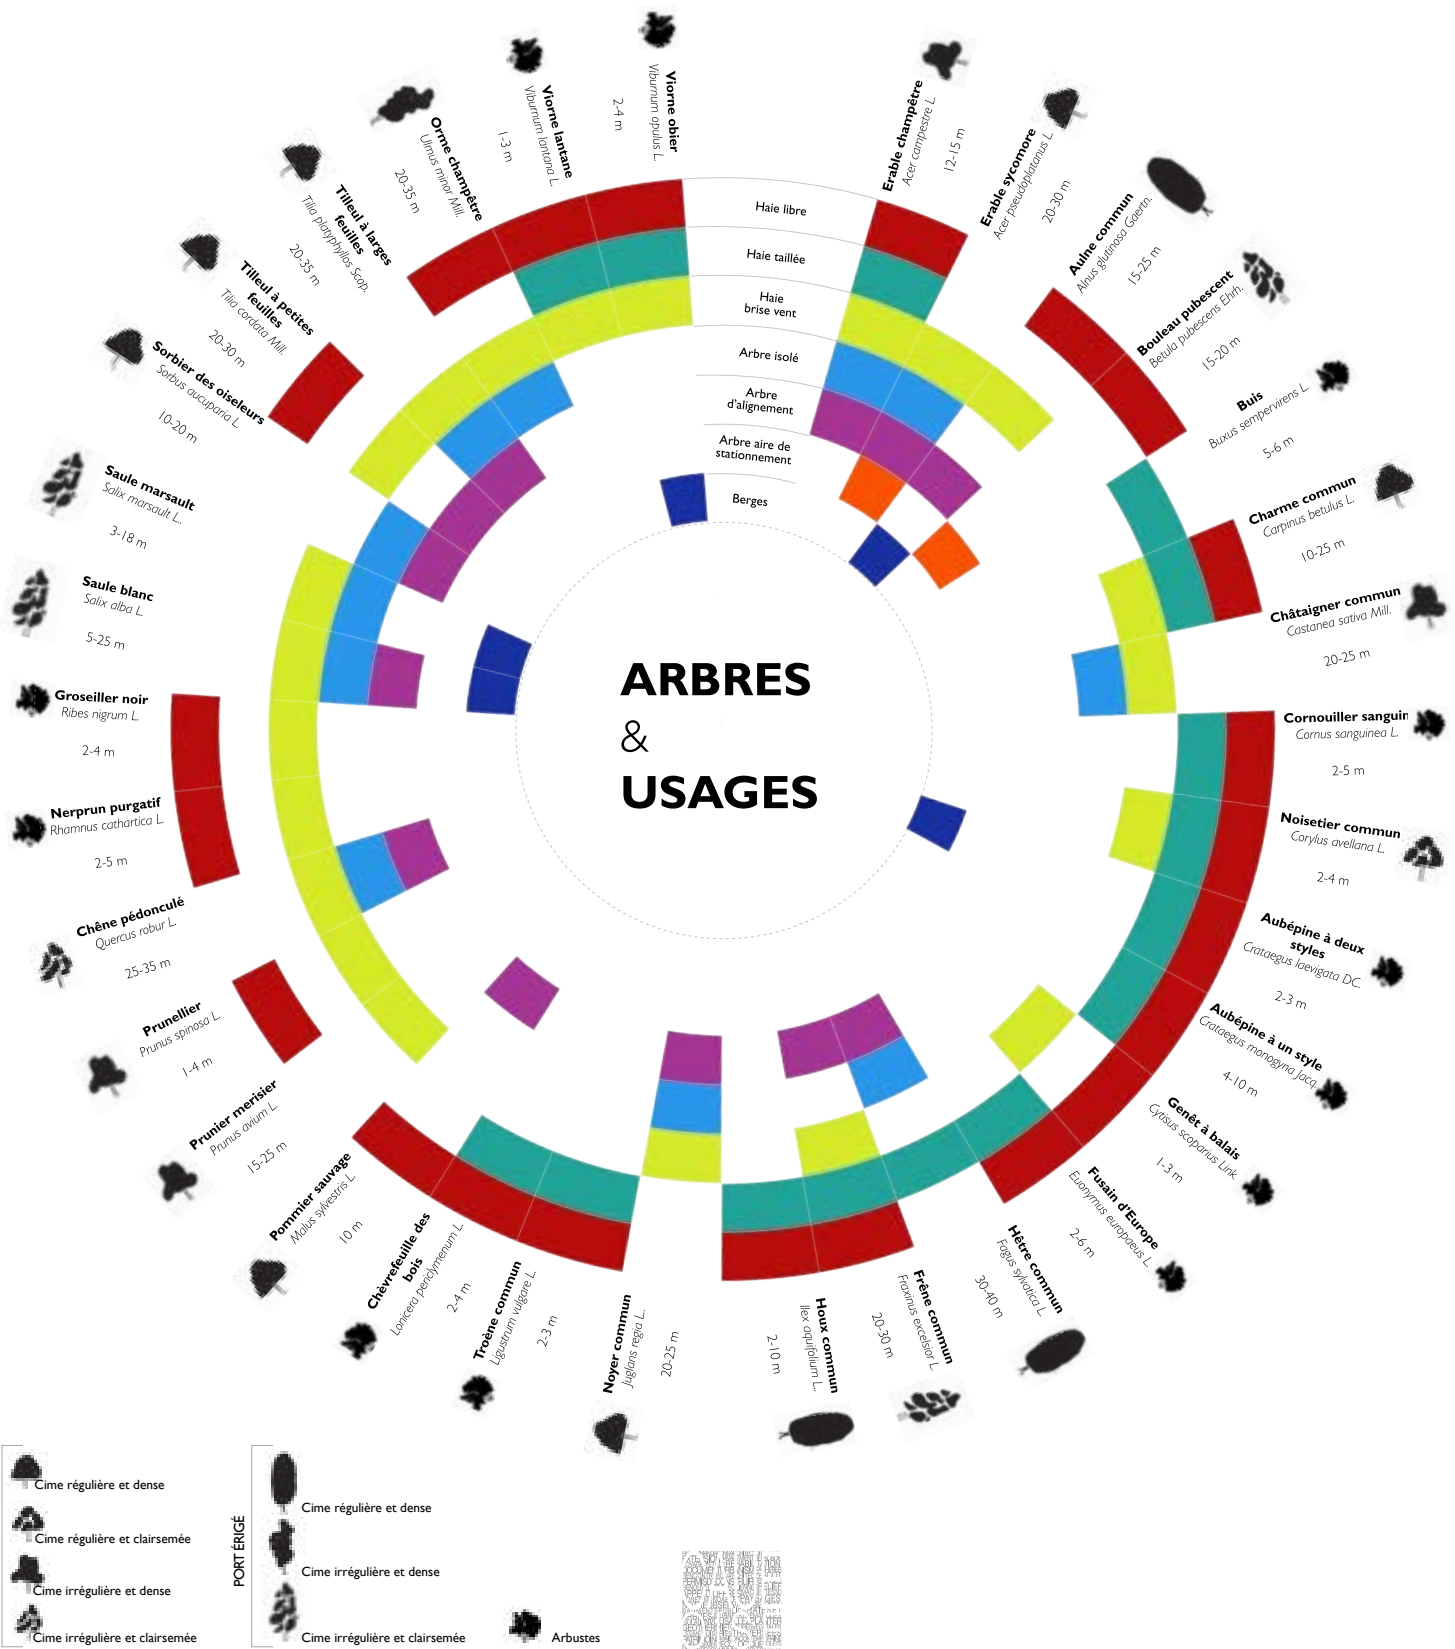 ARBRES
&
USAGES
Haie libre
Haie taillée
Haie
brise vent
Arbre isolé
Arbre
d'alignement
Arbre aire de
stationnement
Berges
Erable champêtre
Acer campestre L.
12-15 m
Erable sycomore
Acer pseudoplatanus L.
20-30 m
Aulne commun
Alnus glutinosa Gaertn.
15-25 m
Bouleau pubescent
Betula pubescens Ehrh.
15-20 m
Buis
Buxus sempervirens L.
5-6 m
Charme commun
Carpinus betulus L.
10-25 m
Châtaigner commun
Castanea sativa Mill.
20-25 m
Cornouiller sanguin
Cornus sanguinea L.
2-5 m
Noisetier commun
Corylus avellana L.
2-4 m
Aubépine à deux
styles
Crataegus laevigata DC.
2-3 m
Aubépine à un style
Crataegus monogyna Jacq.
4-10 m
Genêt à balais
Cytisus scoparius Link
1-3 m
Fusain d'Europe
Euonymus europaeus L.
2-6 m
Hêtre commun
Fagus sylvatica L.
30-40 m
Frêne commun
Fraxinus excelsior L.
20-30 m
Houx commun
Ilex aquifolium L.
2-10 m
Noyer commun
Juglans regia L.
20-25 m
Troène commun
Ligustrum vulgare L.
2-3 m
Chèvrefeuille des
bois
Lonicera periclymenum L.
2-4 m
Pommier sauvage
Malus sylvestris L.
10 m
Prunier merisier
Prunus avium L.
15-25 m
Prunellier
Prunus spinosa L.
1-4 m
Chêne pédonculé
Quercus robur L.
25-35 m
Nerprun purgatif
Rhamnus cathartica L.
2-5 m
Groseiller noir
Ribes nigrum L.
2-4 m
Saule blanc
Salix alba L.
5-25 m
Saule marsault
Salix marsault L.
3-18 m
Sorbier des oiseleurs
Sorbus aucuparia L.
10-20 m
Tilleul à petites
feuilles
Tilia cordata Mill.
20-30 m
Tilleul à larges
feuilles
Tilia platyphyllos Scop.
20-35 m
Orme champêtre
Ulmus minor Mill.
20-35 m
Viorne lantane
Viburnum lantana L.
1-3 m
Viorne obier
Viburnum opulus L.
2-4 m
Cime régulière et dense
Cime régulière et clairsemée
Cime irrégulière et dense
Cime irrégulière et clairsemée
PORT ÉRIGÉ
Cime régulière et dense
Cime irrégulière et dense
Cime irrégulière et clairsemée
Arbustes